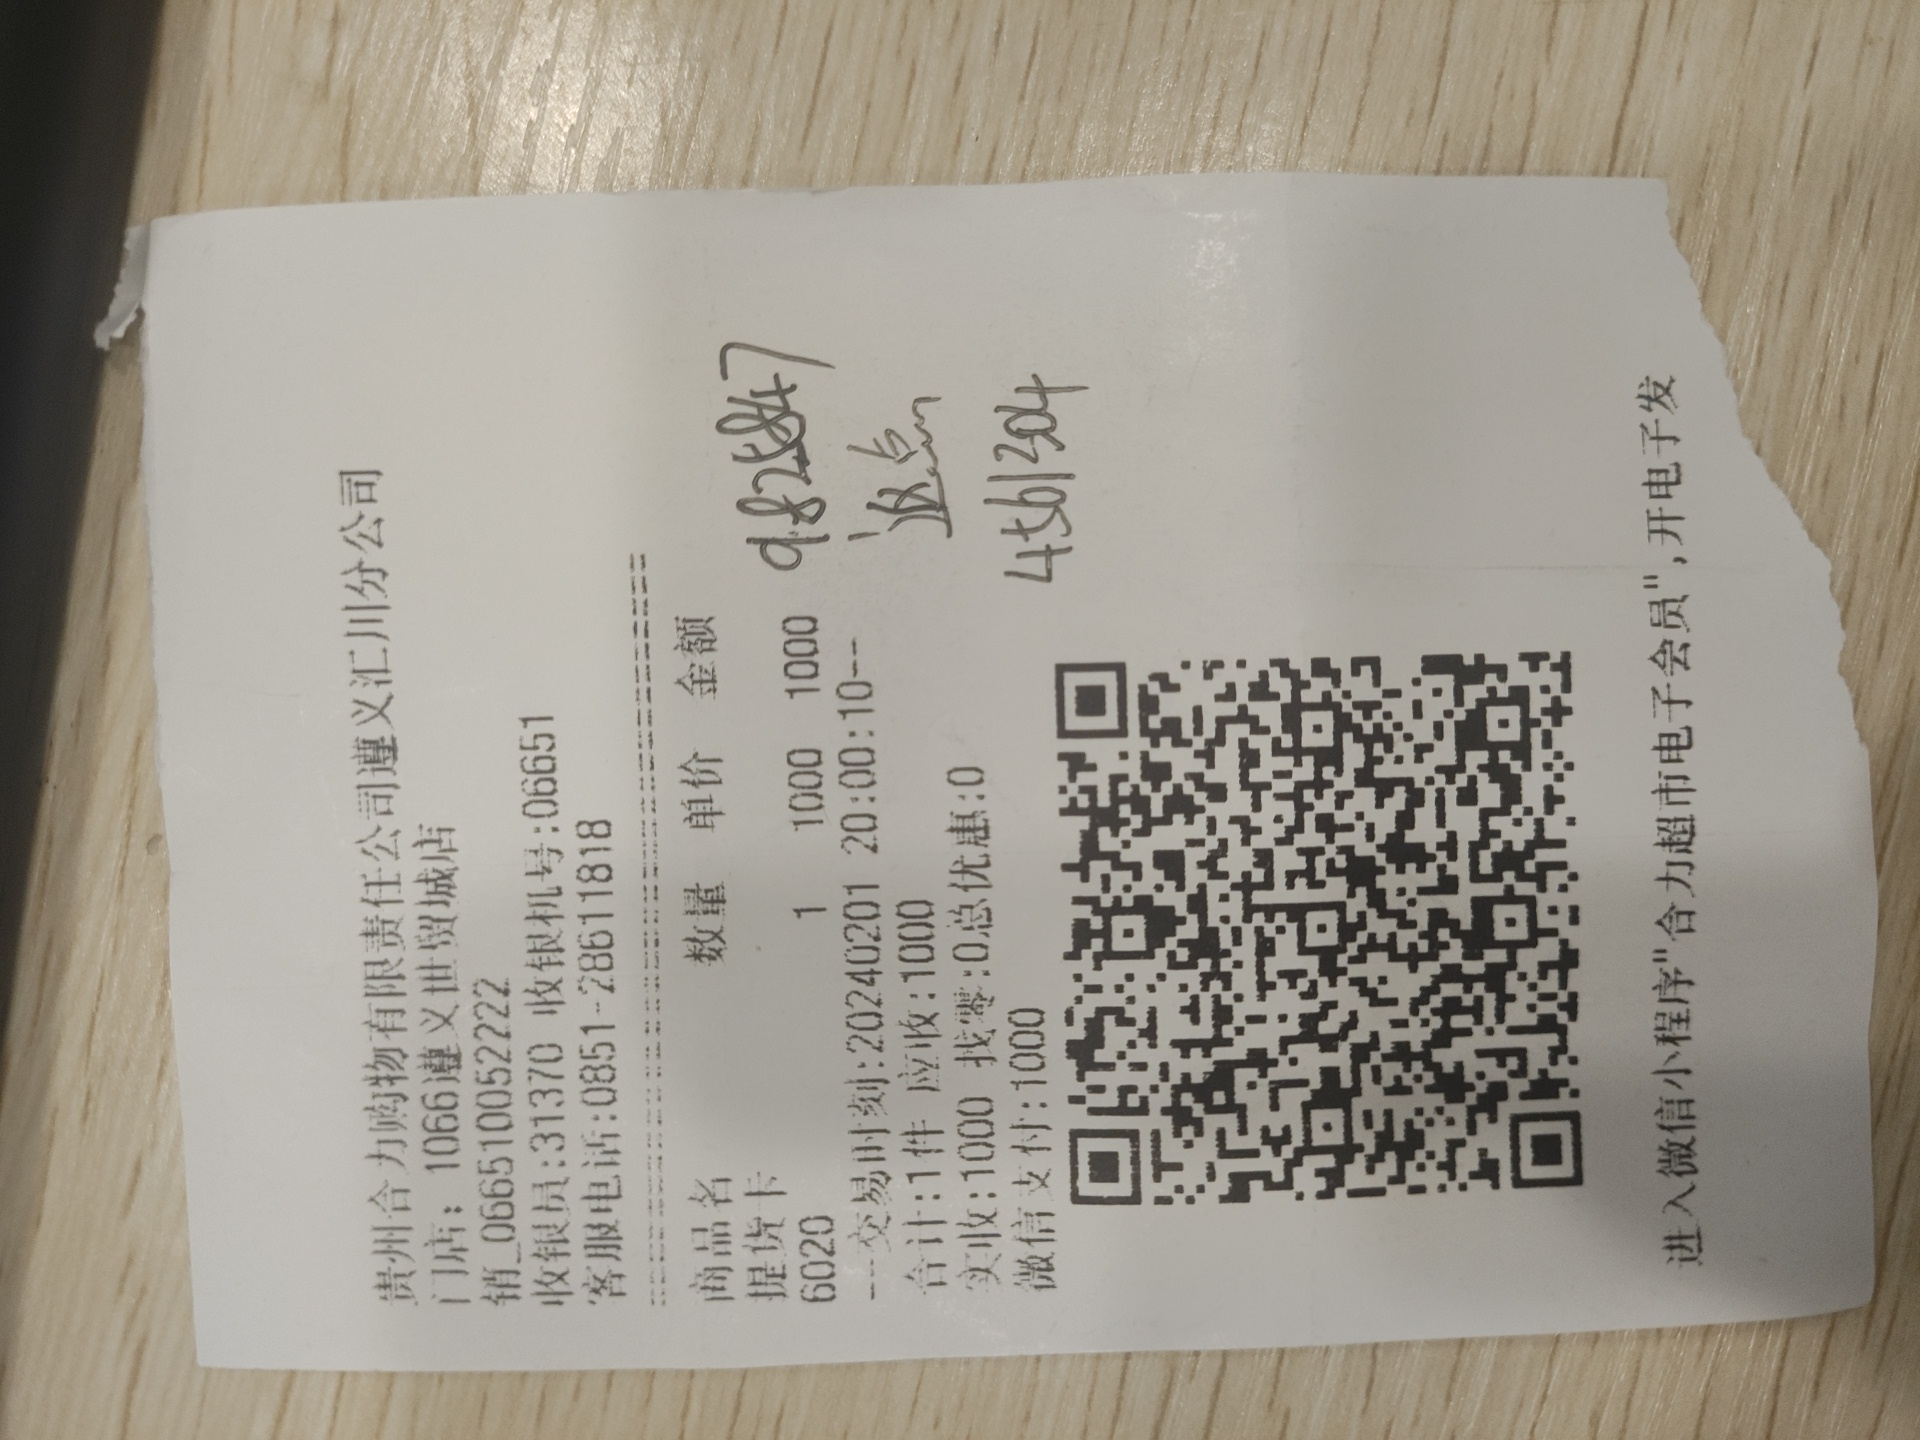 贵州合力购物有限责任公司遵义汇川分公司
门店: 1066遵义世贸城店
销_0665110052222
收银员:31370 收银机号:06651
客服电话:0851-28611818
商品名 数量 单价 金额
提货卡
6020 1 1000 1000
---交易时刻:20240201 20:00:10---
合计:1件 应收:1000
实收:1000 找零:0总优惠:0
微信支付:1000
返点
4561304
进入微信小程序"合力超市电子会员",开电子发